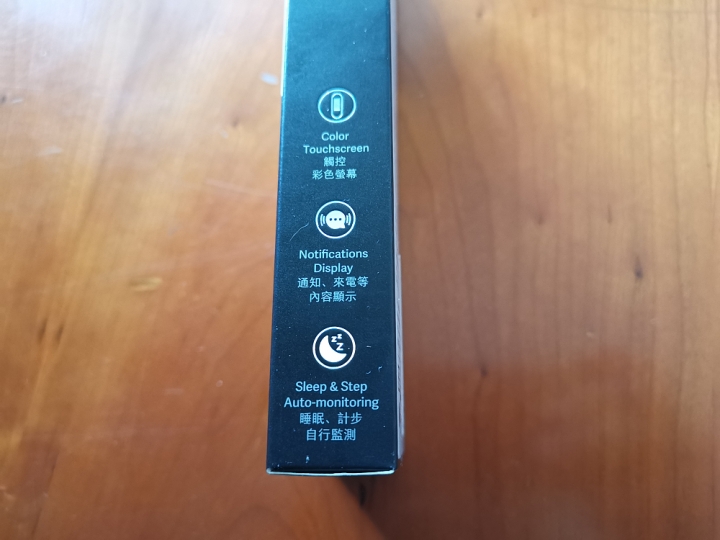 Color
Touchscreen
觸控
彩色螢幕
Notifications
Display
通知、來電等
內容顯示
zzZ
Sleep & Step
Auto-monitoring
睡眠、計步
自行監測